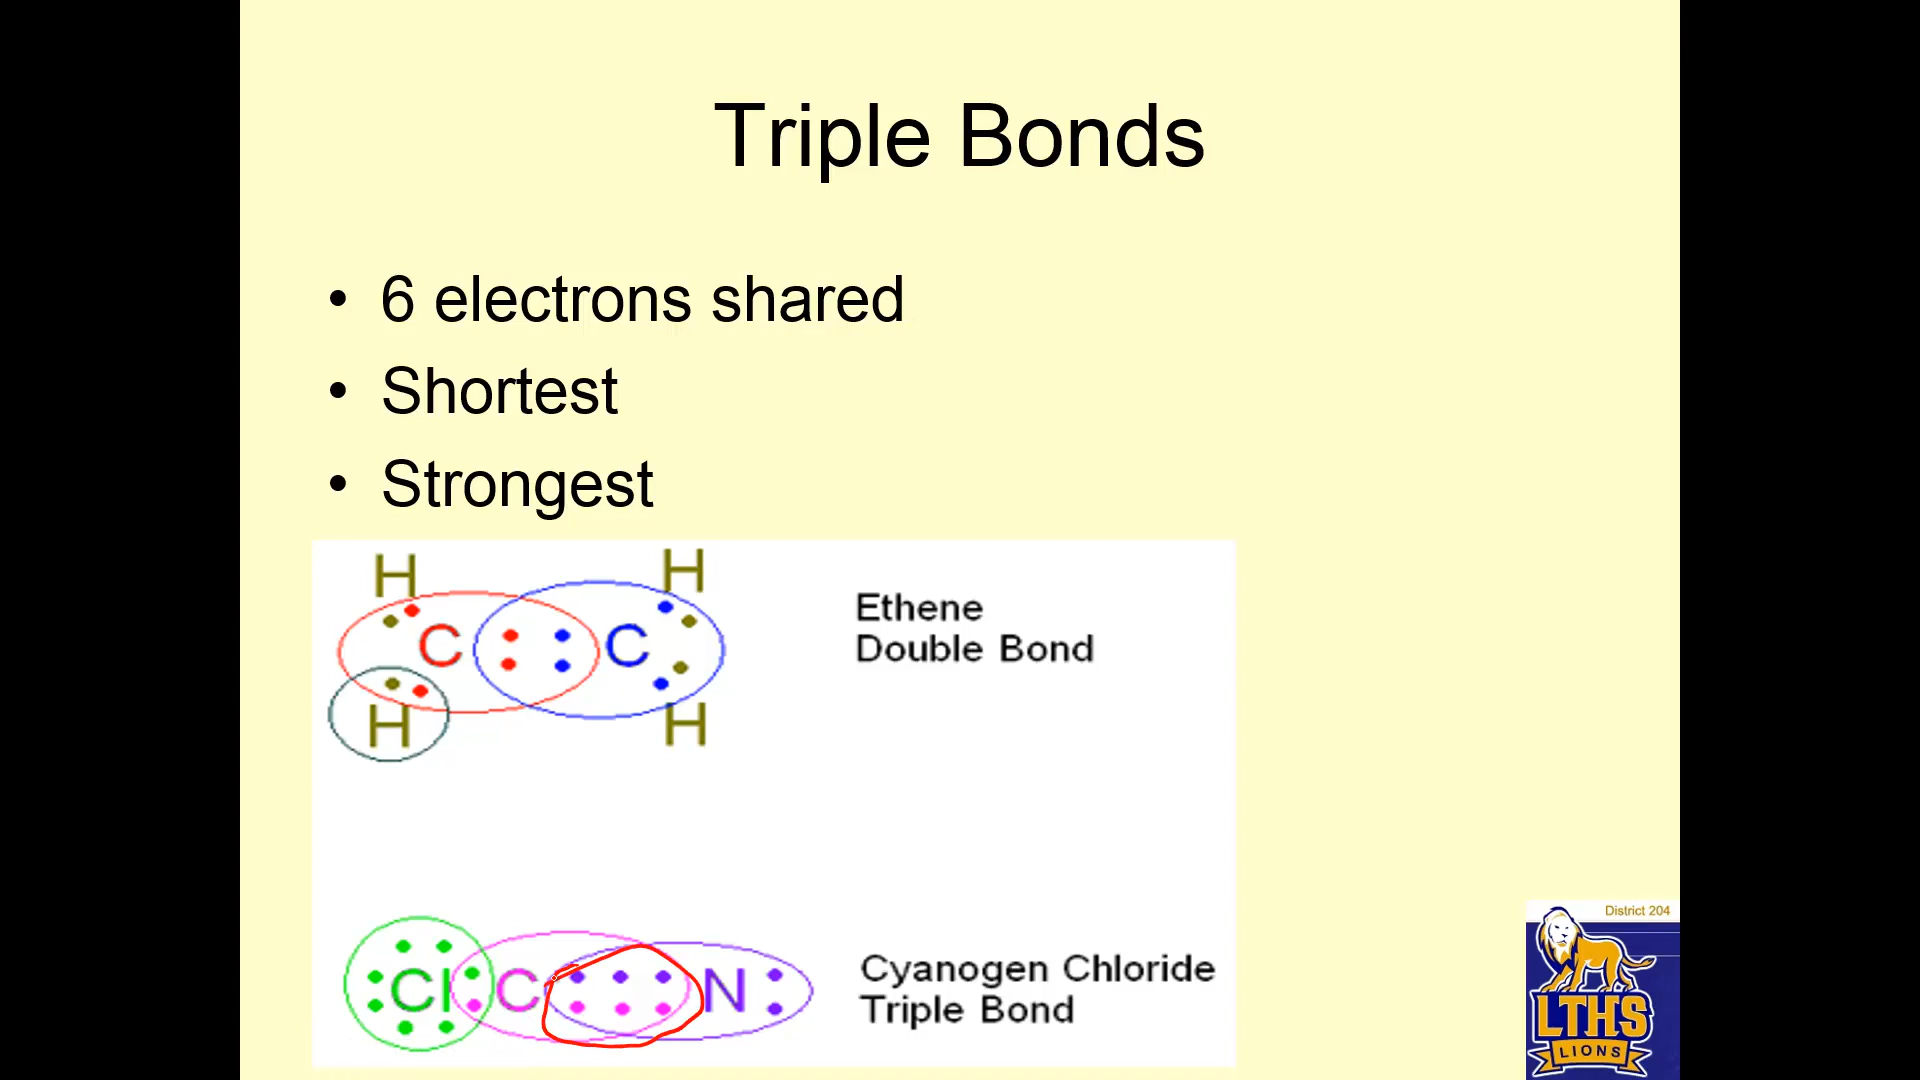 Triple Bonds
• 6 electrons shared
• Shortest
• Strongest
H H
C C
H H
Ethene
Double Bond
Cl C N
Cyanogen Chloride
Triple Bond
District 204
LTHS
LIONS